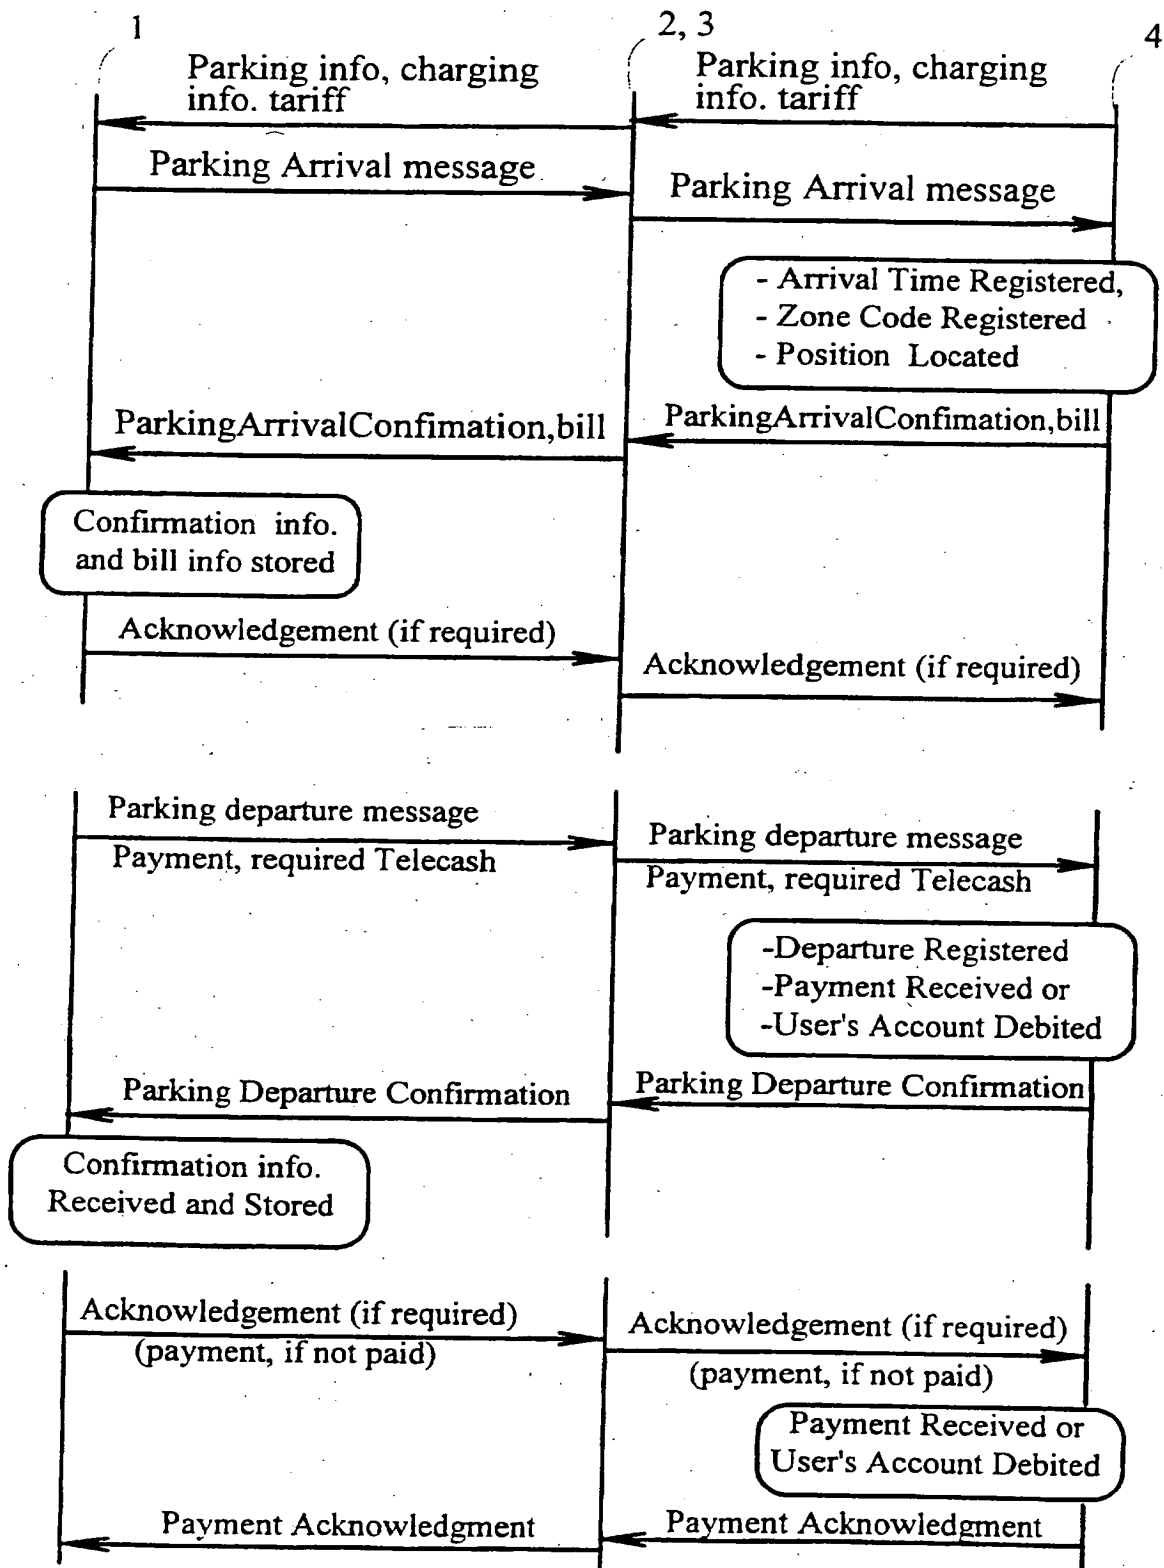 1
2, 3
4
Parking info, charging
info. tariff
Parking info, charging
info. tariff
Parking Arrival message
Parking Arrival message
- Arrival Time Registered,
- Zone Code Registered
- Position Located
ParkingArrivalConfimation,bill
ParkingArrivalConfimation,bill
Confirmation info.
and bill info stored
Acknowledgement (if required)
Acknowledgement (if required)
Parking departure message
Payment, required Telecash
Parking departure message
Payment, required Telecash
-Departure Registered
-Payment Received or
-User's Account Debited
Parking Departure Confirmation
Parking Departure Confirmation
Confirmation info.
Received and Stored
Acknowledgement (if required)
(payment, if not paid)
Acknowledgement (if required)
(payment, if not paid)
Payment Received or
User's Account Debited
Payment Acknowledgment
Payment Acknowledgment